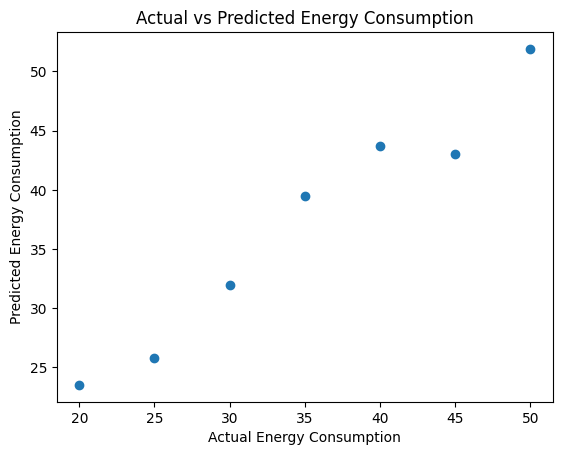 Actual vs Predicted Energy Consumption
Predicted Energy Consumption
50
45
40
35
30
25
20 25 30 35 40 45 50
Actual Energy Consumption